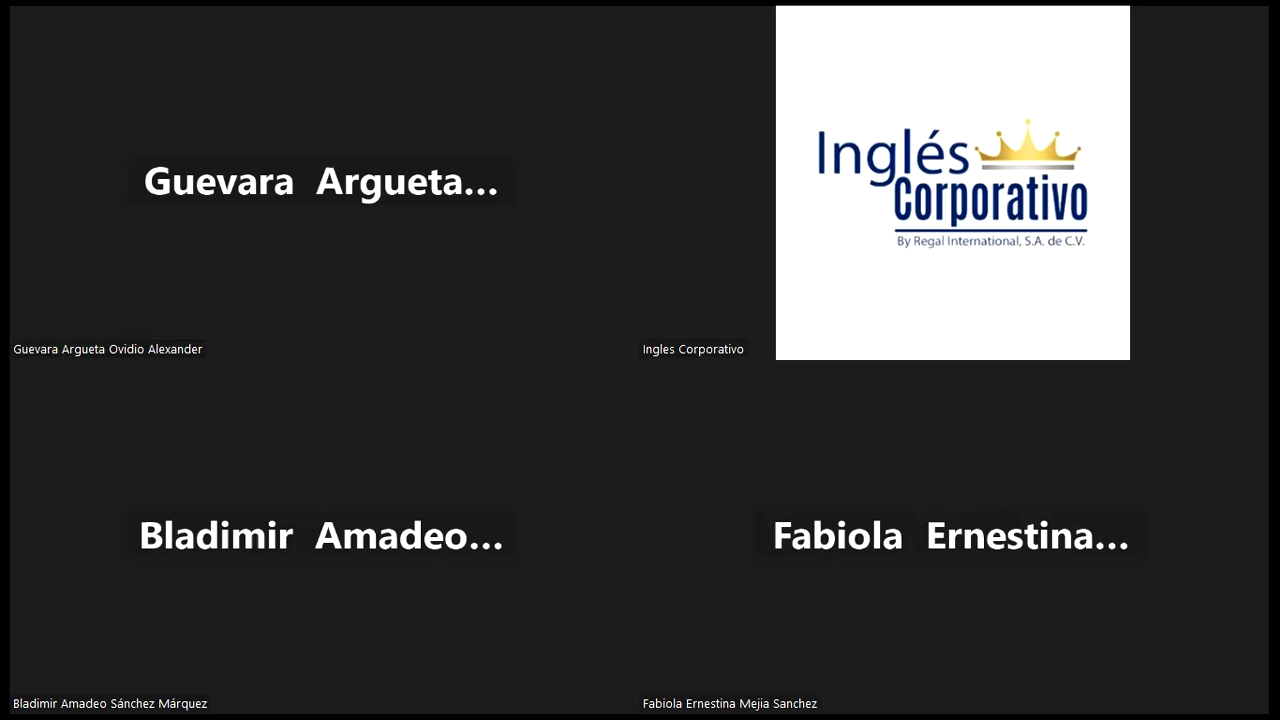 Guevara Argueta...
Guevara Argueta Ovidio Alexander
Inglés
Corporativo
By Regal International, S.A. de C.V.
Ingles Corporativo
Bladimir Amadeo...
Bladimir Amadeo Sánchez Márquez
Fabiola Ernestina...
Fabiola Ernestina Mejia Sanchez